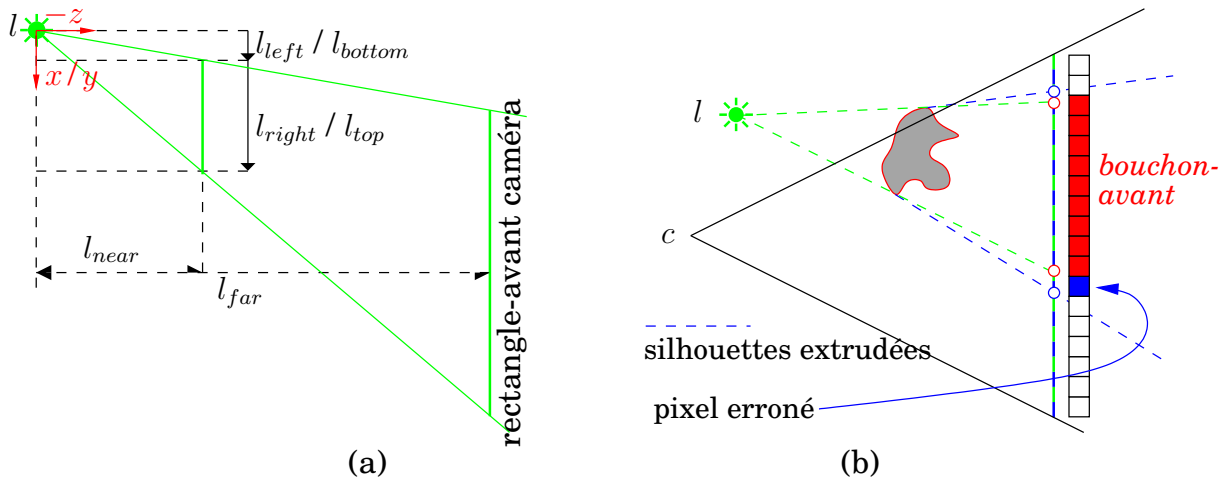 l
−z
x / y
l_left / l_bottom
l_right / l_top
l_near
l_far
rectangle-avant caméra
(a)
l
c
bouchon-
avant
silhouettes extrudées
pixel erroné
(b)